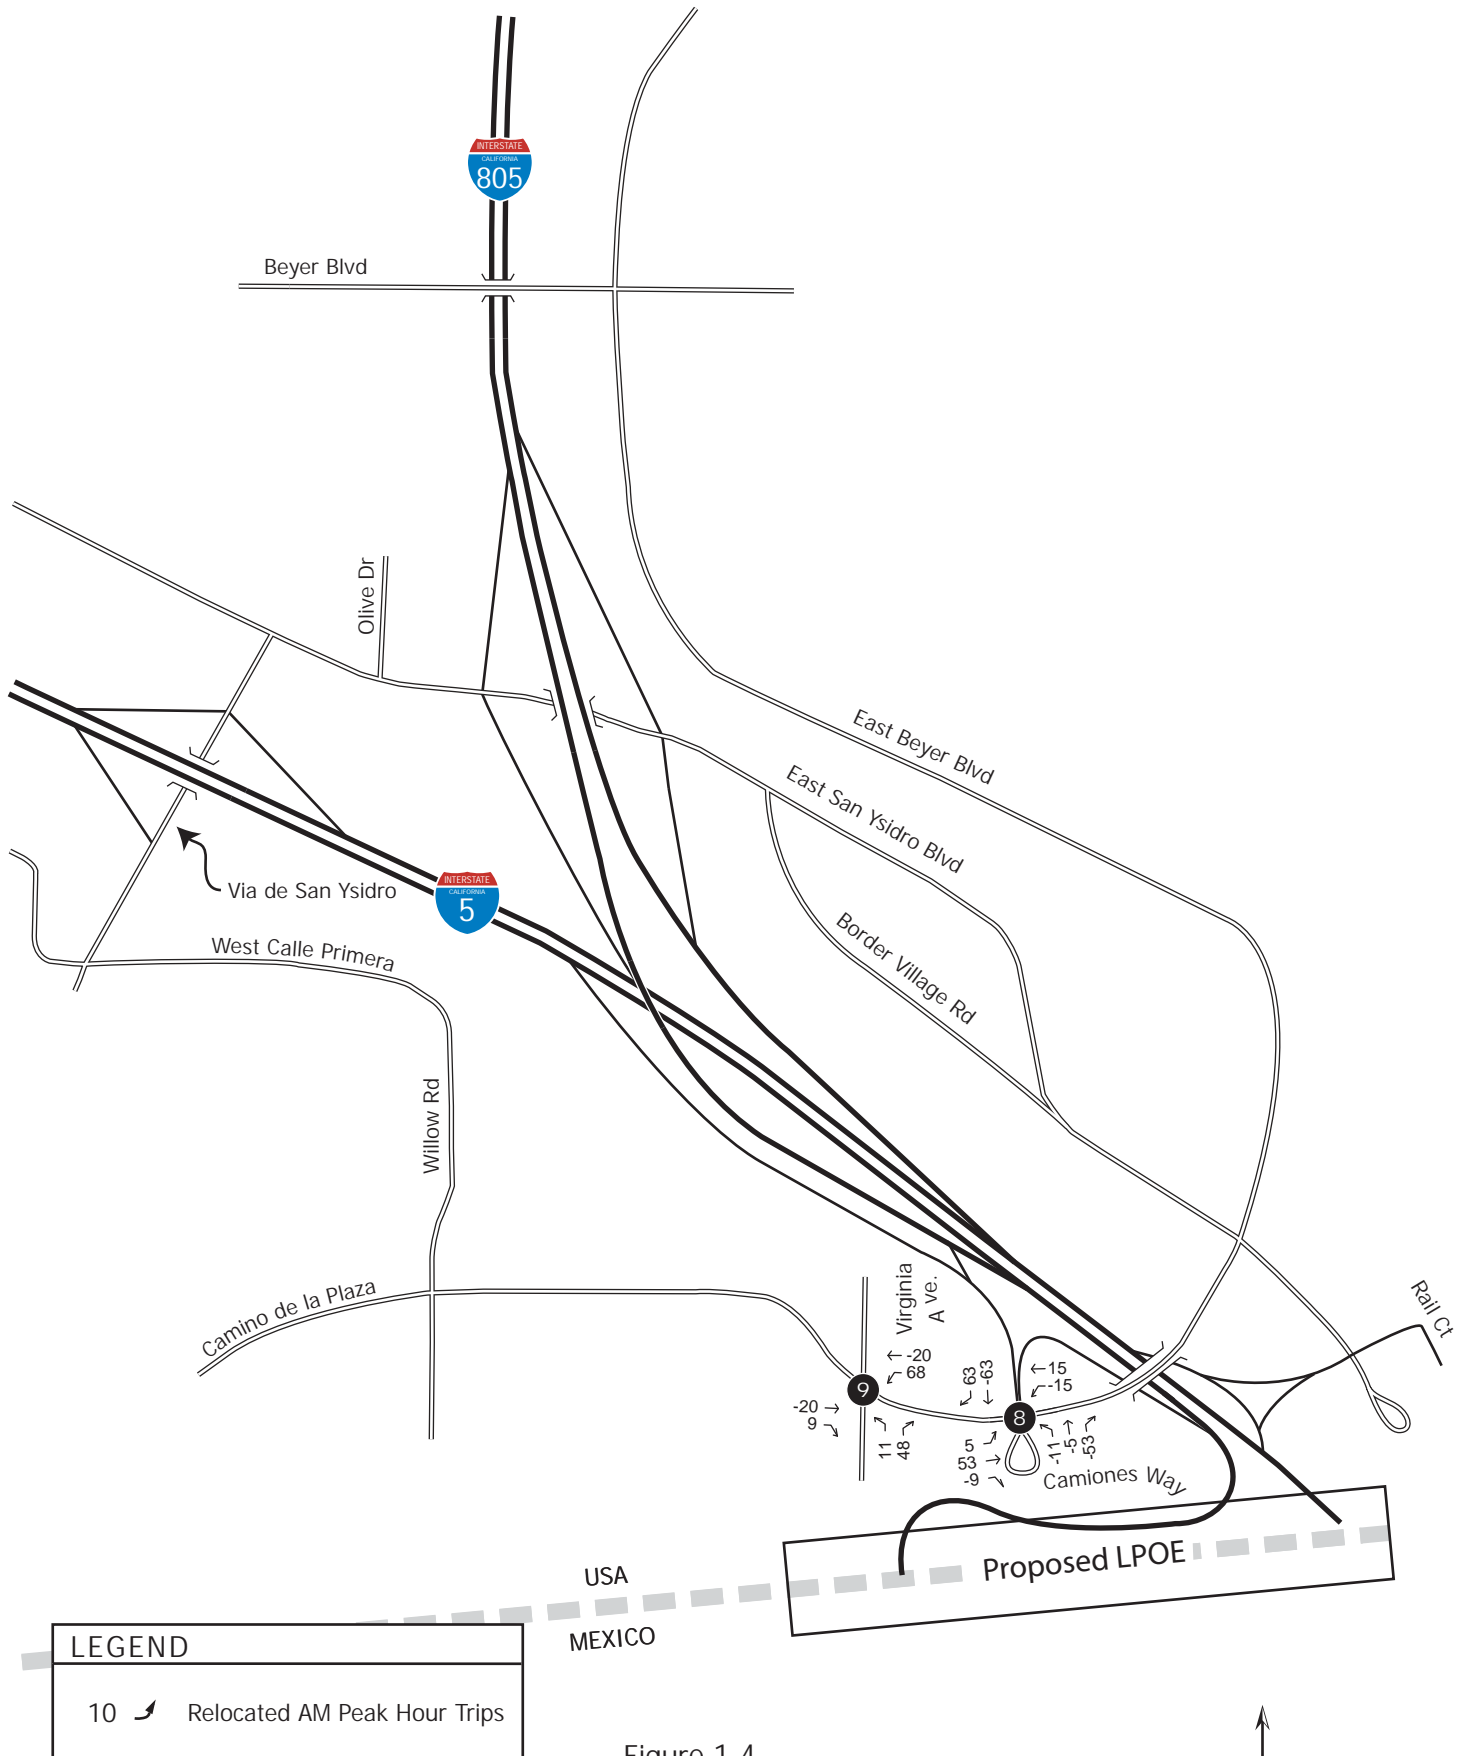 INTERSTATE
CALIFORNIA
805
Beyer Blvd
Olive Dr
East Beyer Blvd
East San Ysidro Blvd
Via de San Ysidro
INTERSTATE
CALIFORNIA
5
Border Village Rd
West Calle Primera
Willow Rd
Camino de la Plaza
Virginia
A ve.
Rail Ct
-20
68
63
-63
15
-15
9
-20
9
8
11
48
5
53
-9
-11
-5
-53
Camiones Way
Proposed LPOE
USA
MEXICO
LEGEND
10 Relocated AM Peak Hour Trips